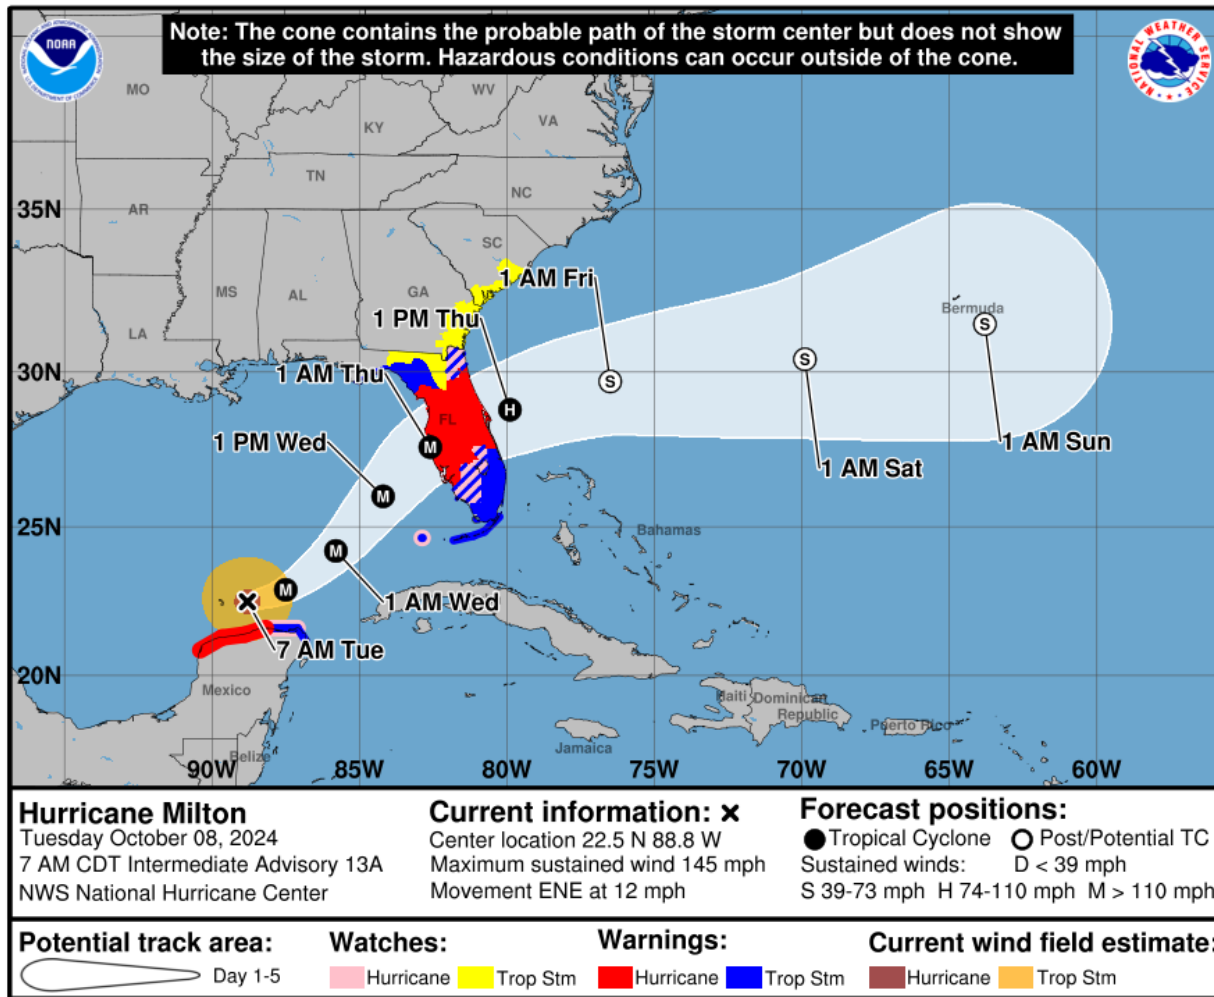 Note: The cone contains the probable path of the storm center but does not show
the size of the storm. Hazardous conditions can occur outside of the cone.
NOAA
NATIONAL WEATHER SERVICE
MO
WV
KY
VA
TN
NC
35N
AR
SC
1 AM Fri
MS
AL
GA
1 PM Thu
LA
Bermuda
S
30N
S
1 AM Thu
S
H
FL
1 PM Wed
M
1 AM Sun
1 AM Sat
M
25N
Bahamas
M
M
1 AM Wed
7 AM Tue
20N
Mexico
Haiti
Dominican
Republic
Puerto Rico
Jamaica
Belize
90W
85W
80W
75W
70W
65W
60W
Hurricane Milton
Tuesday October 08, 2024
7 AM CDT Intermediate Advisory 13A
NWS National Hurricane Center
Current information: ×
Center location 22.5 N 88.8 W
Maximum sustained wind 145 mph
Movement ENE at 12 mph
Forecast positions:
Tropical Cyclone Post/Potential TC
Sustained winds: D < 39 mph
S 39-73 mph H 74-110 mph M > 110 mph
Potential track area:
Day 1-5
Watches:
Hurricane Trop Stm
Warnings:
Hurricane Trop Stm
Current wind field estimate:
Hurricane Trop Stm